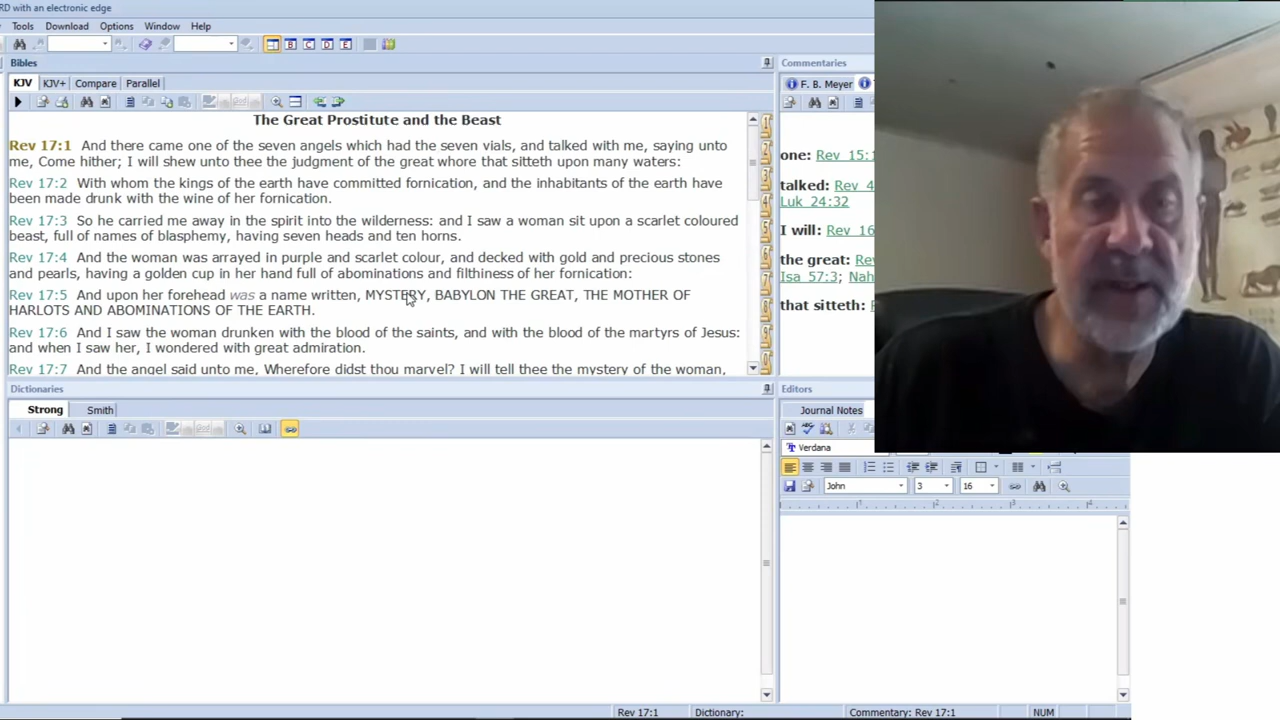 RD with an electronic edge
Tools Download Options Window Help
Bibles
KJV KJV+ Compare Parallel
The Great Prostitute and the Beast
Rev 17:1 And there came one of the seven angels which had the seven vials, and talked with me, saying unto
me, Come hither; I will shew unto thee the judgment of the great whore that sitteth upon many waters:
Rev 17:2 With whom the kings of the earth have committed fornication, and the inhabitants of the earth have
been made drunk with the wine of her fornication.
Rev 17:3 So he carried me away in the spirit into the wilderness: and I saw a woman sit upon a scarlet coloured
beast, full of names of blasphemy, having seven heads and ten horns.
Rev 17:4 And the woman was arrayed in purple and scarlet colour, and decked with gold and precious stones
and pearls, having a golden cup in her hand full of abominations and filthiness of her fornication:
Rev 17:5 And upon her forehead was a name written, MYSTERY, BABYLON THE GREAT, THE MOTHER OF
HARLOTS AND ABOMINATIONS OF THE EARTH.
Rev 17:6 And I saw the woman drunken with the blood of the saints, and with the blood of the martyrs of Jesus:
and when I saw her, I wondered with great admiration.
Rev 17:7 And the angel said unto me, Wherefore didst thou marvel? I will tell thee the mystery of the woman,
Commentaries
F. B. Meyer
one: Rev 15:1
talked: Rev 4
Luk 24:32
I will: Rev 16
the great: Re
Isa 57:3; Nah
that sitteth:
Dictionaries
Strong Smith
Editors
Journal Notes
Verdana
John 3 16
Rev 17:1 Dictionary: Commentary: Rev 17:1 NUM